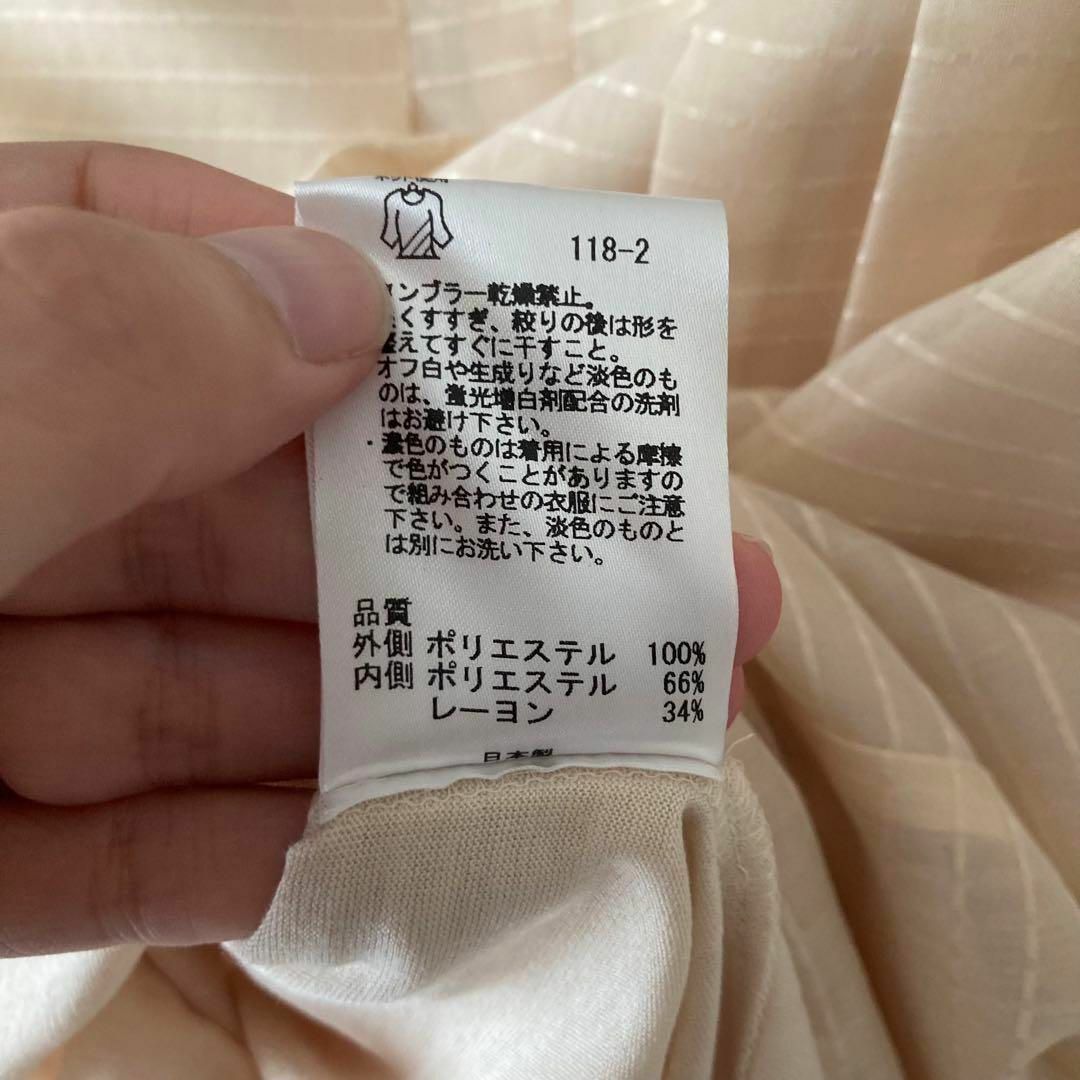 118-2
タンブラー乾燥禁止。
くすすぎ、絞りの後は形を
整えてすぐに干すこと。
オフ白や生成りなど淡色のも
のは、蛍光増白剤配合の洗剤
はお避け下さい。
・濃色のものは着用による摩擦
で色がつくことがありますの
で組み合わせの衣服にご注意
下さい。また、淡色のものと
は別にお洗い下さい。
品質
外側 ポリエステル 100%
内側 ポリエステル 66%
レーヨン 34%
日本製